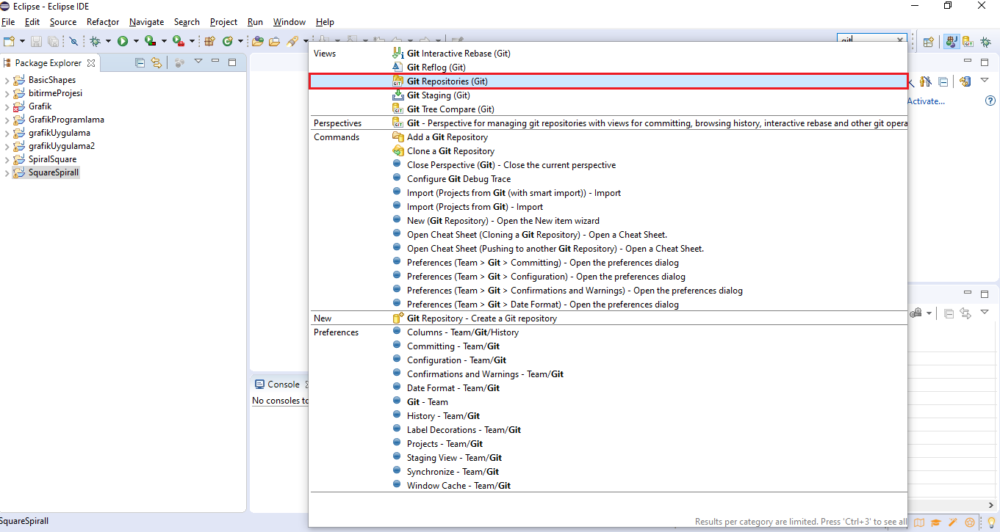 Eclipse - Eclipse IDE
File Edit Source Refactor Navigate Search Project Run Window Help
git
Package Explorer
BasicShapes
bitirmeProjesi
Grafik
GrafikProgramlama
grafikUygulama
grafikUygulama2
SpiralSquare
SquareSpirall
Views
Git Interactive Rebase (Git)
Git Reflog (Git)
Git Repositories (Git)
Git Staging (Git)
Git Tree Compare (Git)
Perspectives
Git - Perspective for managing git repositories with views for committing, browsing history, interactive rebase and other git opera
Commands
Add a Git Repository
Clone a Git Repository
Close Perspective (Git) - Close the current perspective
Configure Git Debug Trace
Import (Projects from Git (with smart import)) - Import
Import (Projects from Git) - Import
New (Git Repository) - Open the New item wizard
Open Cheat Sheet (Cloning a Git Repository) - Open a Cheat Sheet.
Open Cheat Sheet (Pushing to another Git Repository) - Open a Cheat Sheet.
Preferences (Team > Git > Committing) - Open the preferences dialog
Preferences (Team > Git > Configuration) - Open the preferences dialog
Preferences (Team > Git > Confirmations and Warnings) - Open the preferences dialog
Preferences (Team > Git > Date Format) - Open the preferences dialog
New
Git Repository - Create a Git repository
Preferences
Columns - Team/Git/History
Committing - Team/Git
Configuration - Team/Git
Confirmations and Warnings - Team/Git
Date Format - Team/Git
Git - Team
History - Team/Git
Label Decorations - Team/Git
Projects - Team/Git
Staging View - Team/Git
Synchronize - Team/Git
Window Cache - Team/Git
Results per category are limited. Press 'Ctrl+3' to see all
Activate...
Console
No consoles to
SquareSpirall